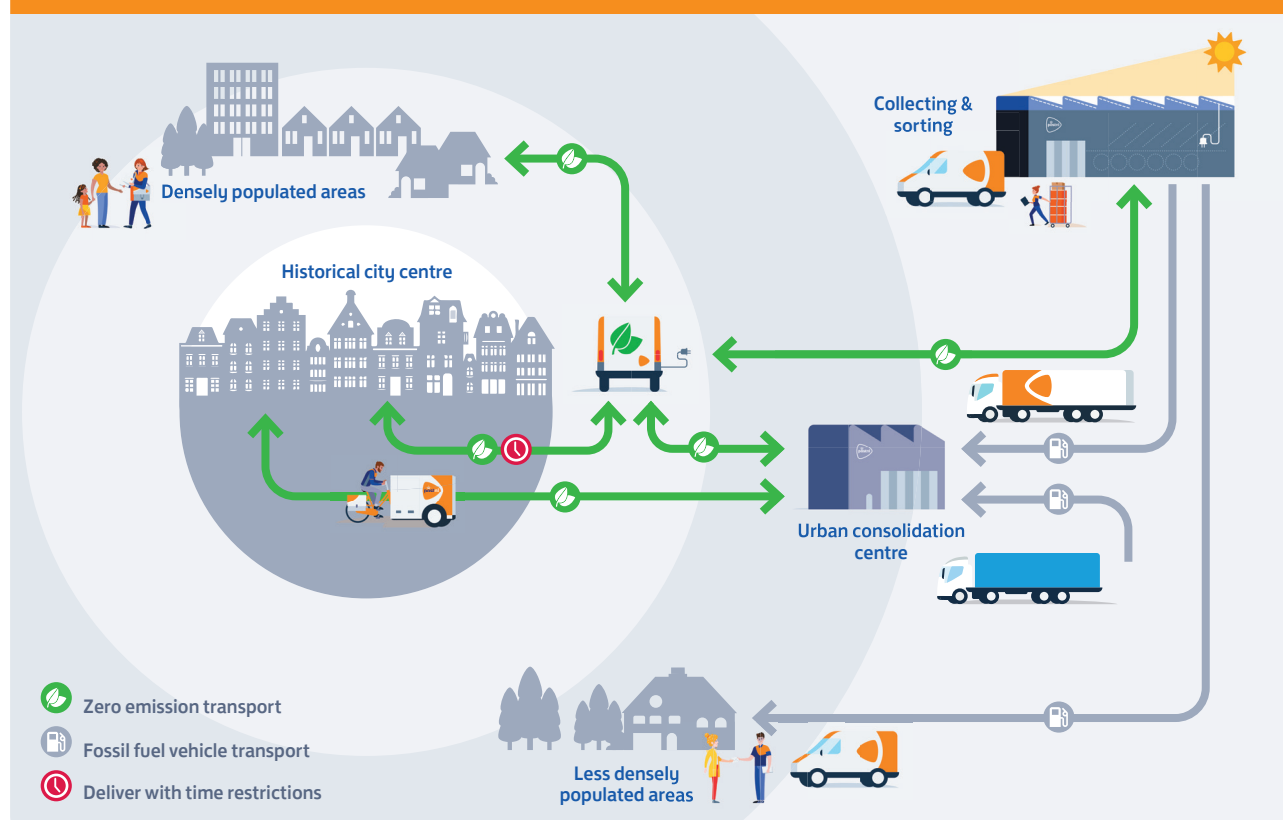 Collecting &
sorting
Densely populated areas
Historical city centre
Urban consolidation
centre
Zero emission transport
Fossil fuel vehicle transport
Deliver with time restrictions
Less densely
populated areas